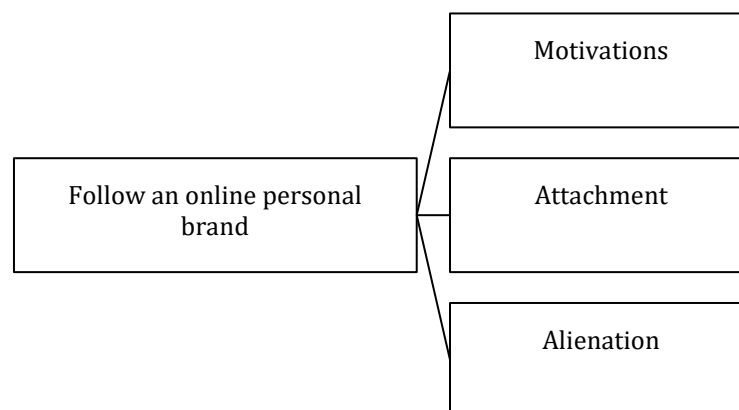 Motivations
Follow an online personal
brand
Attachment
Alienation